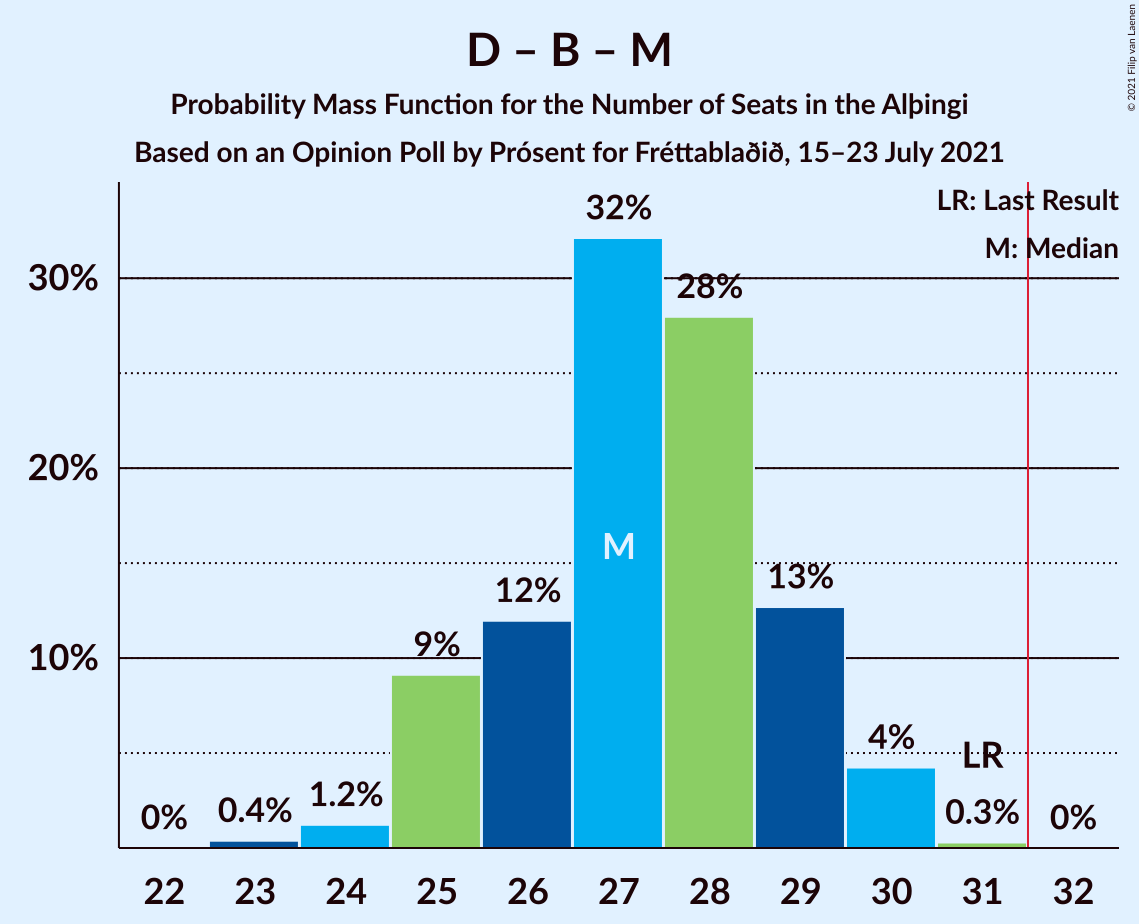 D – B – M
Probability Mass Function for the Number of Seats in the Alþingi
Based on an Opinion Poll by Prósent for Fréttablaðið, 15–23 July 2021
© 2021 Filip van Laenen
LR: Last Result
M: Median
30%
20%
10%
0%
0.4%
1.2%
9%
12%
32%
M
28%
13%
4%
LR
0.3%
0%
22 23 24 25 26 27 28 29 30 31 32